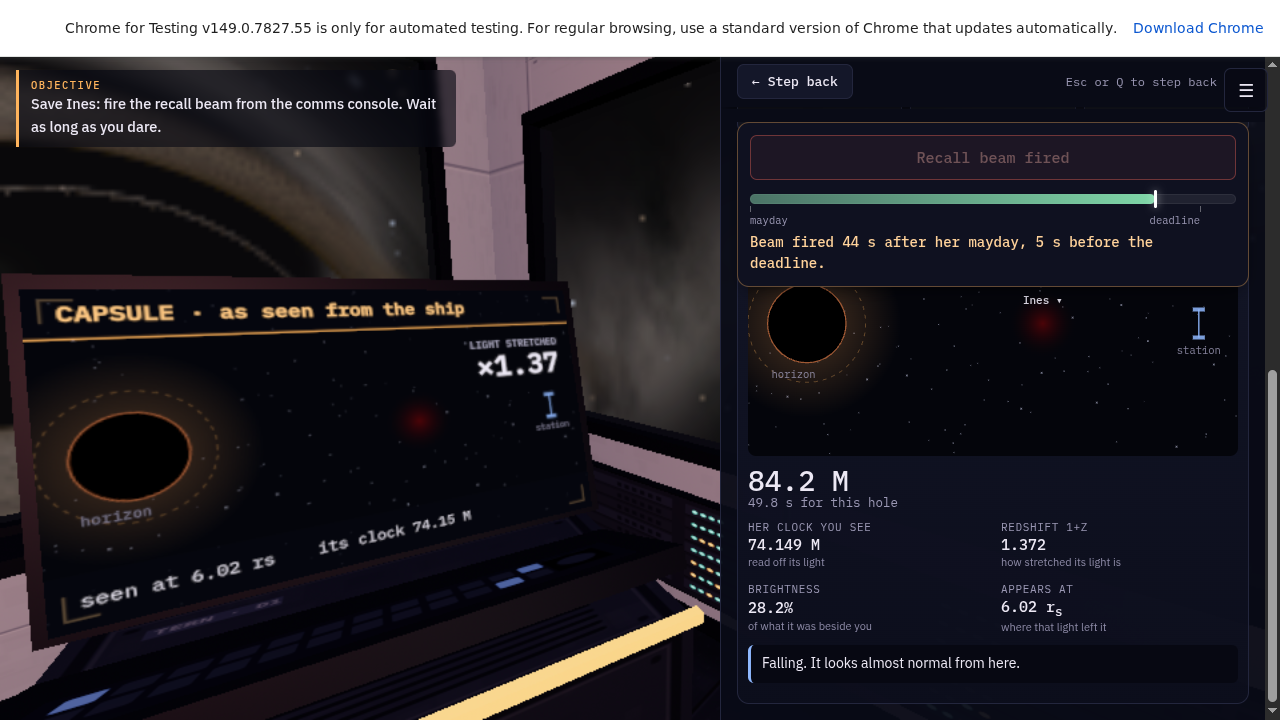 Chrome for Testing v149.0.7827.55 is only for automated testing. For regular browsing, use a standard version of Chrome that updates automatically. Download Chrome
OBJECTIVE
Save Ines: fire the recall beam from the comms console. Wait
as long as you dare.
← Step back
Esc or Q to step back
☰
Recall beam fired
mayday
deadline
Beam fired 44 s after her mayday, 5 s before the
deadline.
Ines ▾
station
horizon
84.2 M
49.8 s for this hole
HER CLOCK YOU SEE
74.149 M
read off its light
REDSHIFT 1+Z
1.372
how stretched its light is
BRIGHTNESS
28.2%
of what it was beside you
APPEARS AT
6.02 rs
where that light left it
Falling. It looks almost normal from here.
CAPSULE · as seen from the ship
LIGHT STRETCHED
×1.37
station
horizon
seen at 6.02 rs
its clock 74.15 M